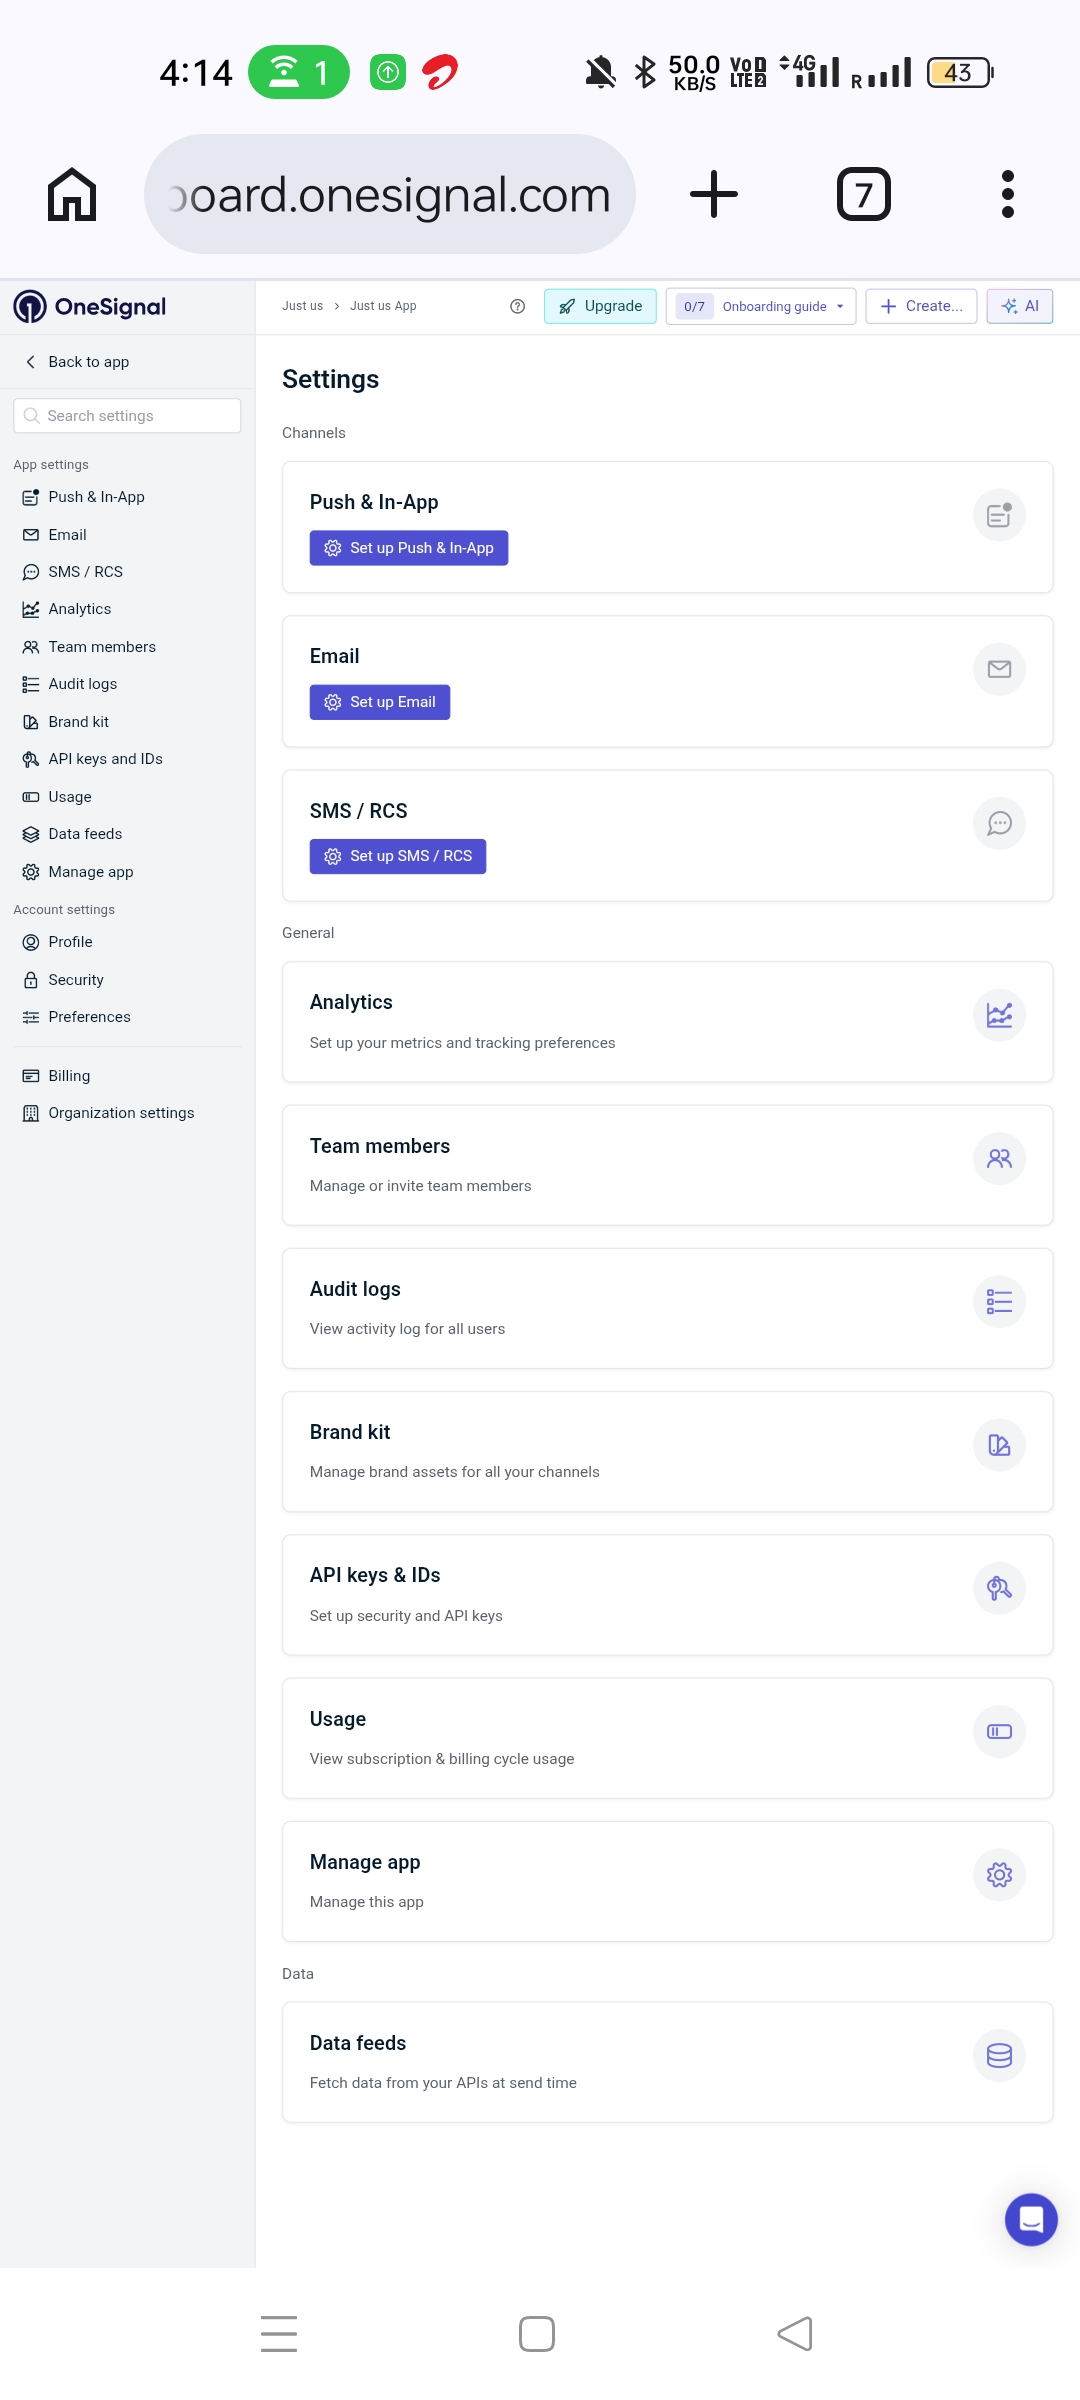 4:14 1 50.0 KB/S Vo 1 LTE 2 4G R 43
board.onesignal.com 7
OneSignal
Just us > Just us App
Upgrade
0/7 Onboarding guide
Create...
AI
Back to app
Search settings
App settings
Push & In-App
Email
SMS / RCS
Analytics
Team members
Audit logs
Brand kit
API keys and IDs
Usage
Data feeds
Manage app
Account settings
Profile
Security
Preferences
Billing
Organization settings
Settings
Channels
Push & In-App
Set up Push & In-App
Email
Set up Email
SMS / RCS
Set up SMS / RCS
General
Analytics
Set up your metrics and tracking preferences
Team members
Manage or invite team members
Audit logs
View activity log for all users
Brand kit
Manage brand assets for all your channels
API keys & IDs
Set up security and API keys
Usage
View subscription & billing cycle usage
Manage app
Manage this app
Data
Data feeds
Fetch data from your APIs at send time